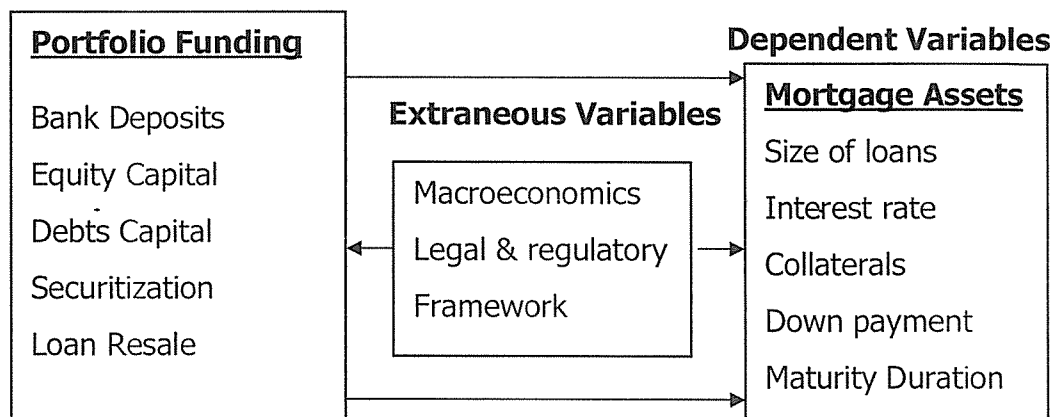 Portfolio Funding
Bank Deposits
Equity Capital
Debts Capital
Securitization
Loan Resale
Extraneous Variables
Macroeconomics
Legal & regulatory
Framework
Dependent Variables
Mortgage Assets
Size of loans
Interest rate
Collaterals
Down payment
Maturity Duration